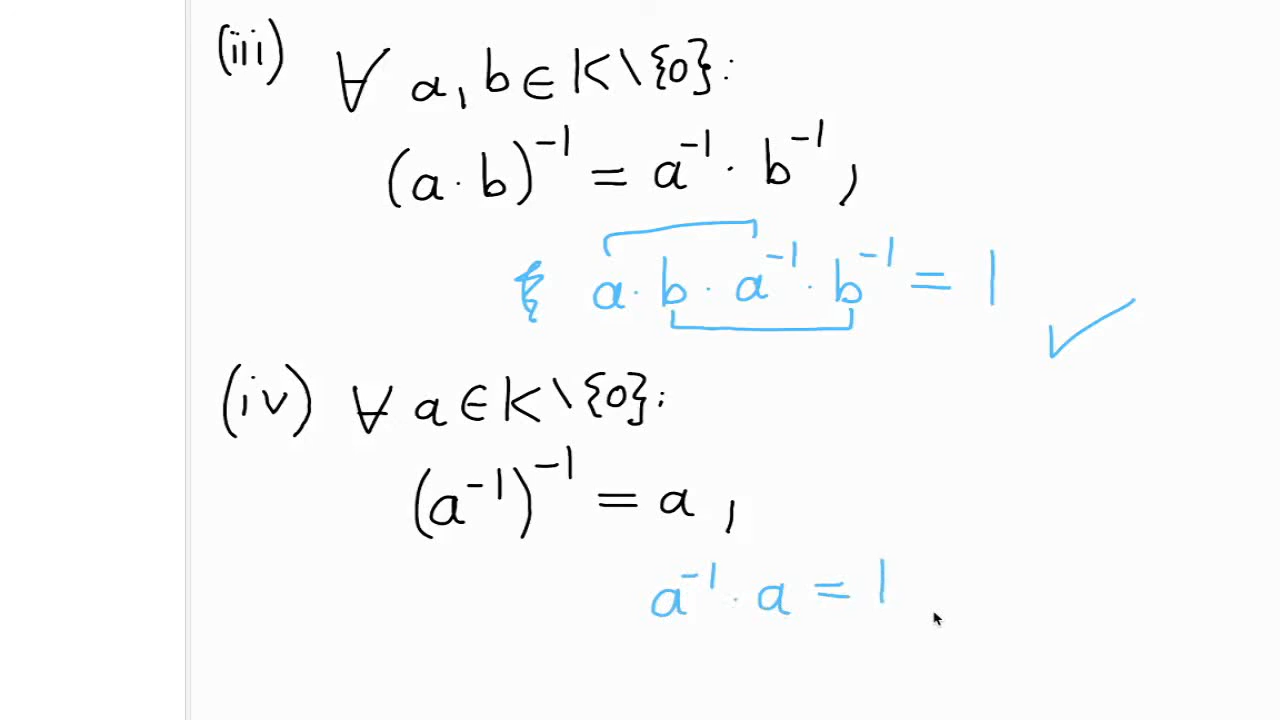 (iii) ∀ a, b ∈ K \ {0}:
(a · b)⁻¹ = a⁻¹ · b⁻¹,
a · b · a⁻¹ · b⁻¹ = 1 ✓
(iv) ∀ a ∈ K \ {0}:
(a⁻¹)⁻¹ = a,
a⁻¹ · a = 1